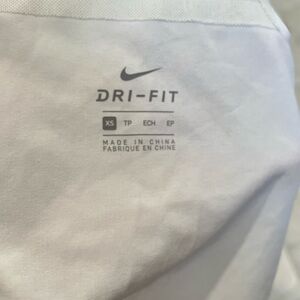 DRI-FIT
XS TP ECH EP
MADE IN CHINA
FABRIQUE EN CHINE